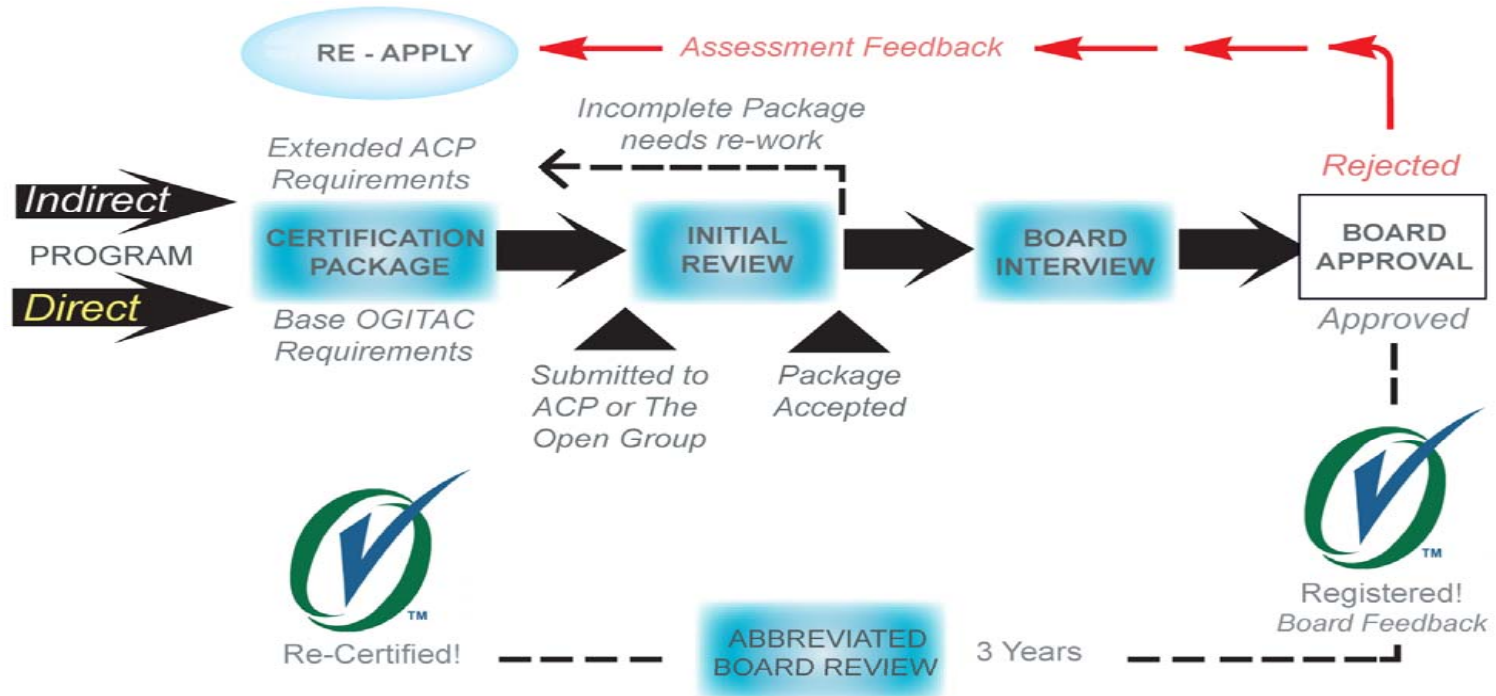 RE - APPLY
Assessment Feedback
Incomplete Package
needs re-work
Extended ACP
Requirements
Rejected
Indirect
PROGRAM
Direct
CERTIFICATION
PACKAGE
INITIAL
REVIEW
BOARD
INTERVIEW
BOARD
APPROVAL
Base OGITAC
Requirements
Approved
Submitted to
ACP or The
Open Group
Package
Accepted
TM
Registered!
Board Feedback
TM
Re-Certified!
ABBREVIATED
BOARD REVIEW
3 Years